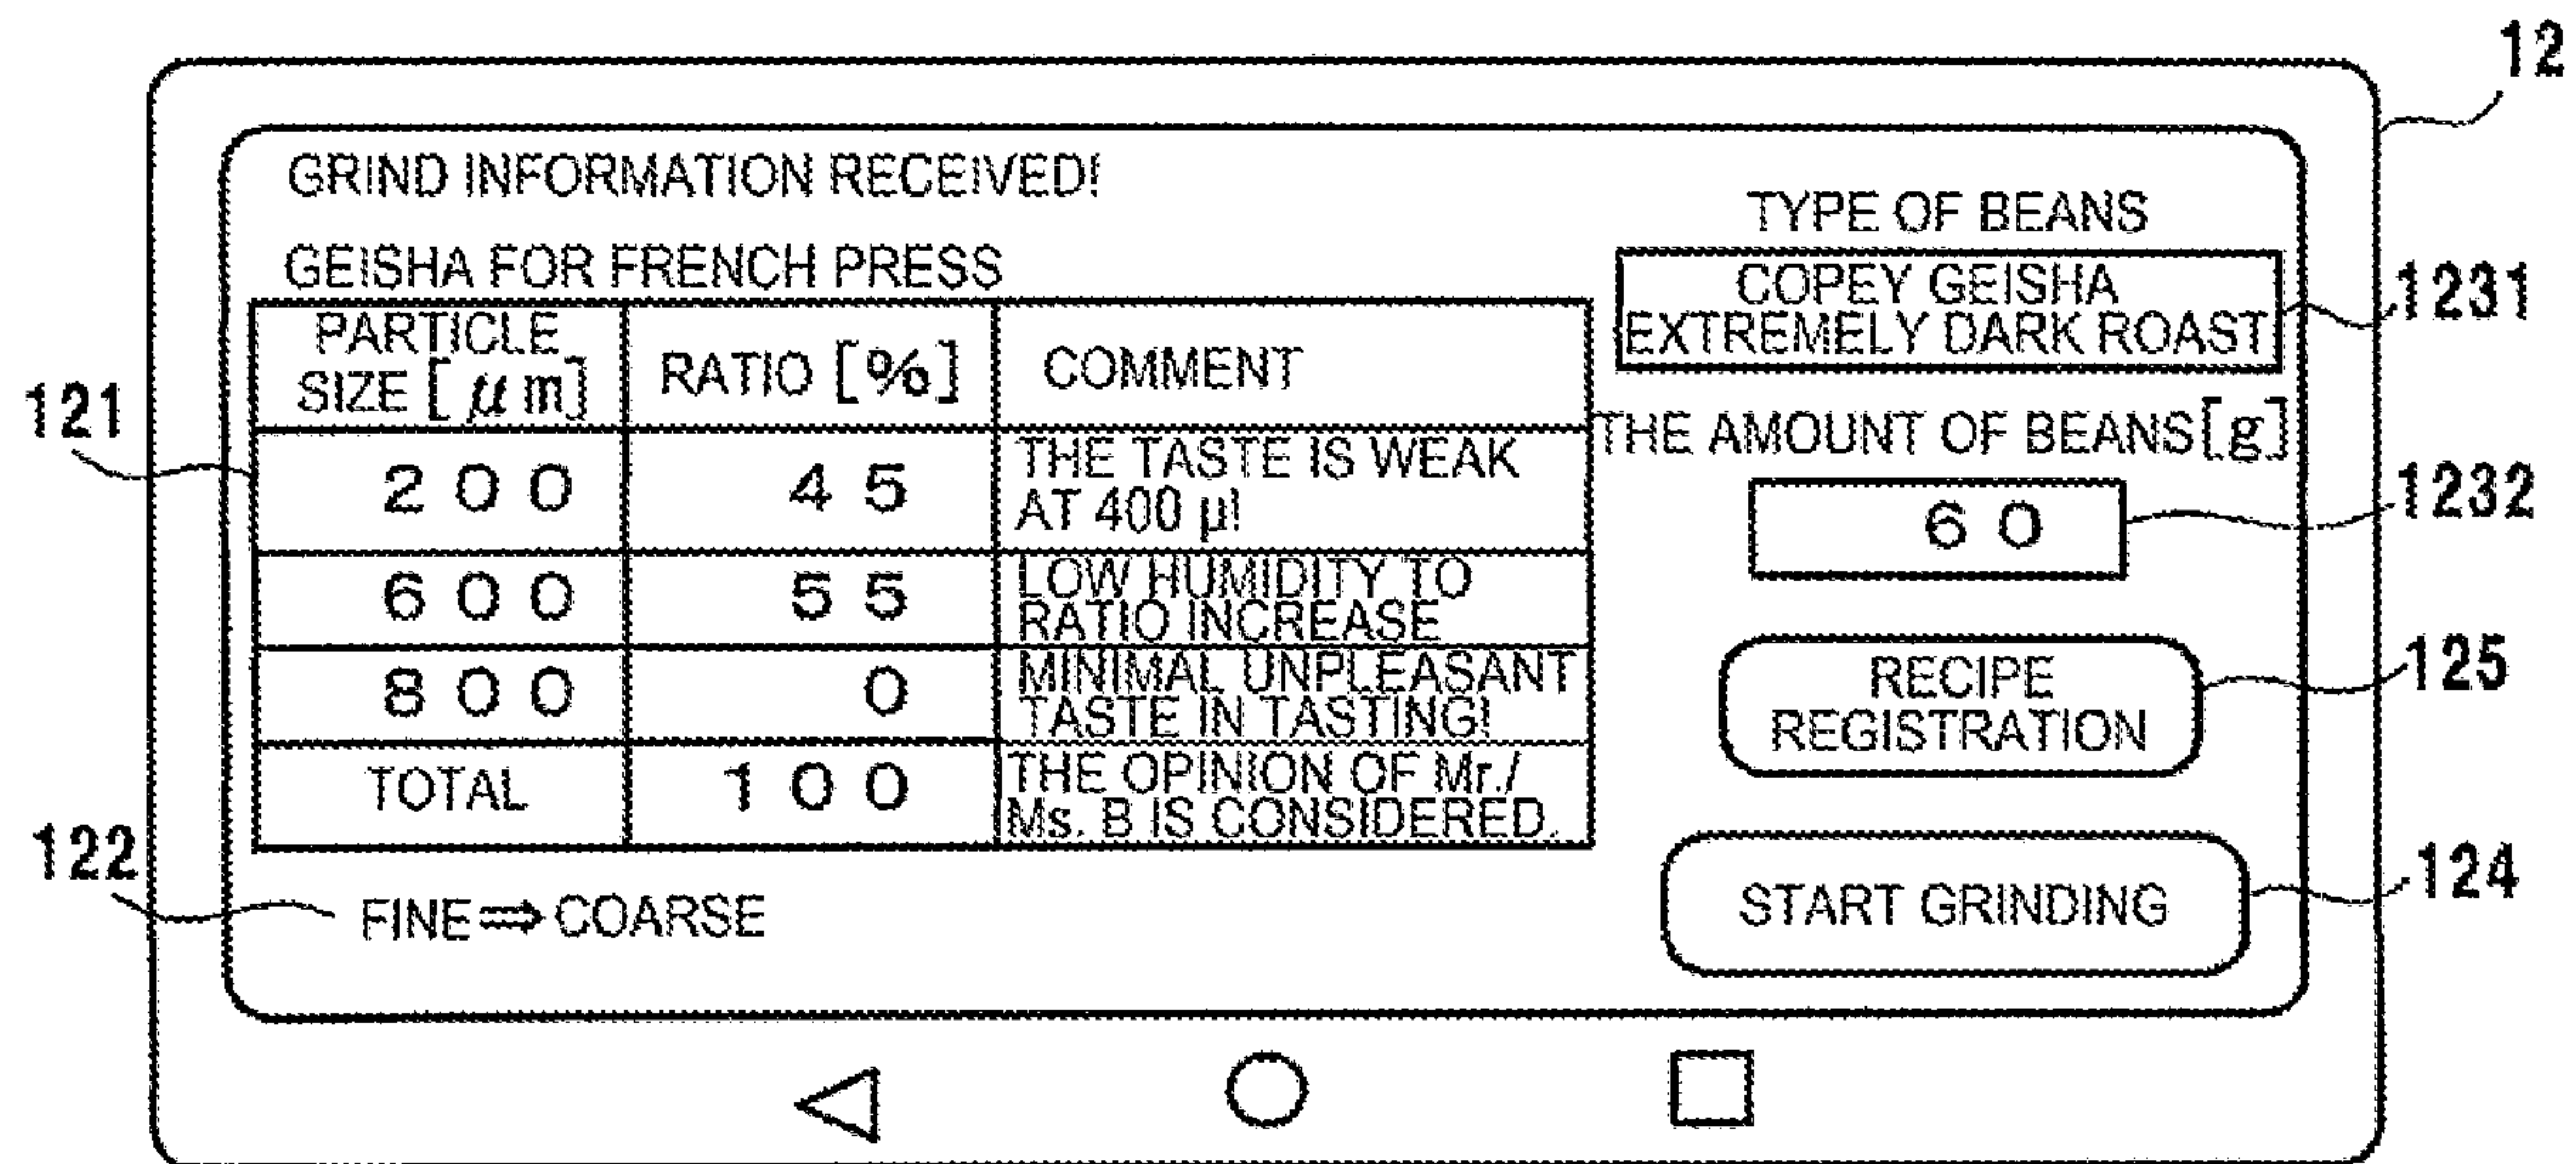 12
GRIND INFORMATION RECEIVED!
GEISHA FOR FRENCH PRESS
PARTICLE
SIZE [μm]
RATIO [%]
COMMENT
200
45
THE TASTE IS WEAK
AT 400 μ!
600
55
LOW HUMIDITY TO
RATIO INCREASE
800
0
MINIMAL UNPLEASANT
TASTE IN TASTING!
TOTAL
100
THE OPINION OF Mr./
Ms. B IS CONSIDERED.
121
122
FINE⇒COARSE
TYPE OF BEANS
COPEY GEISHA
EXTREMELY DARK ROAST
1231
THE AMOUNT OF BEANS[g]
60
1232
RECIPE
REGISTRATION
125
START GRINDING
124